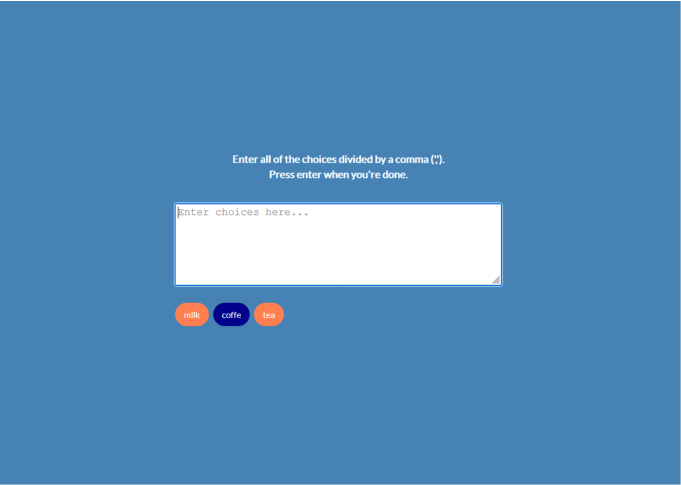 Enter all of the choices divided by a comma (',').
Press enter when you're done.
Enter choices here...
milk coffe tea